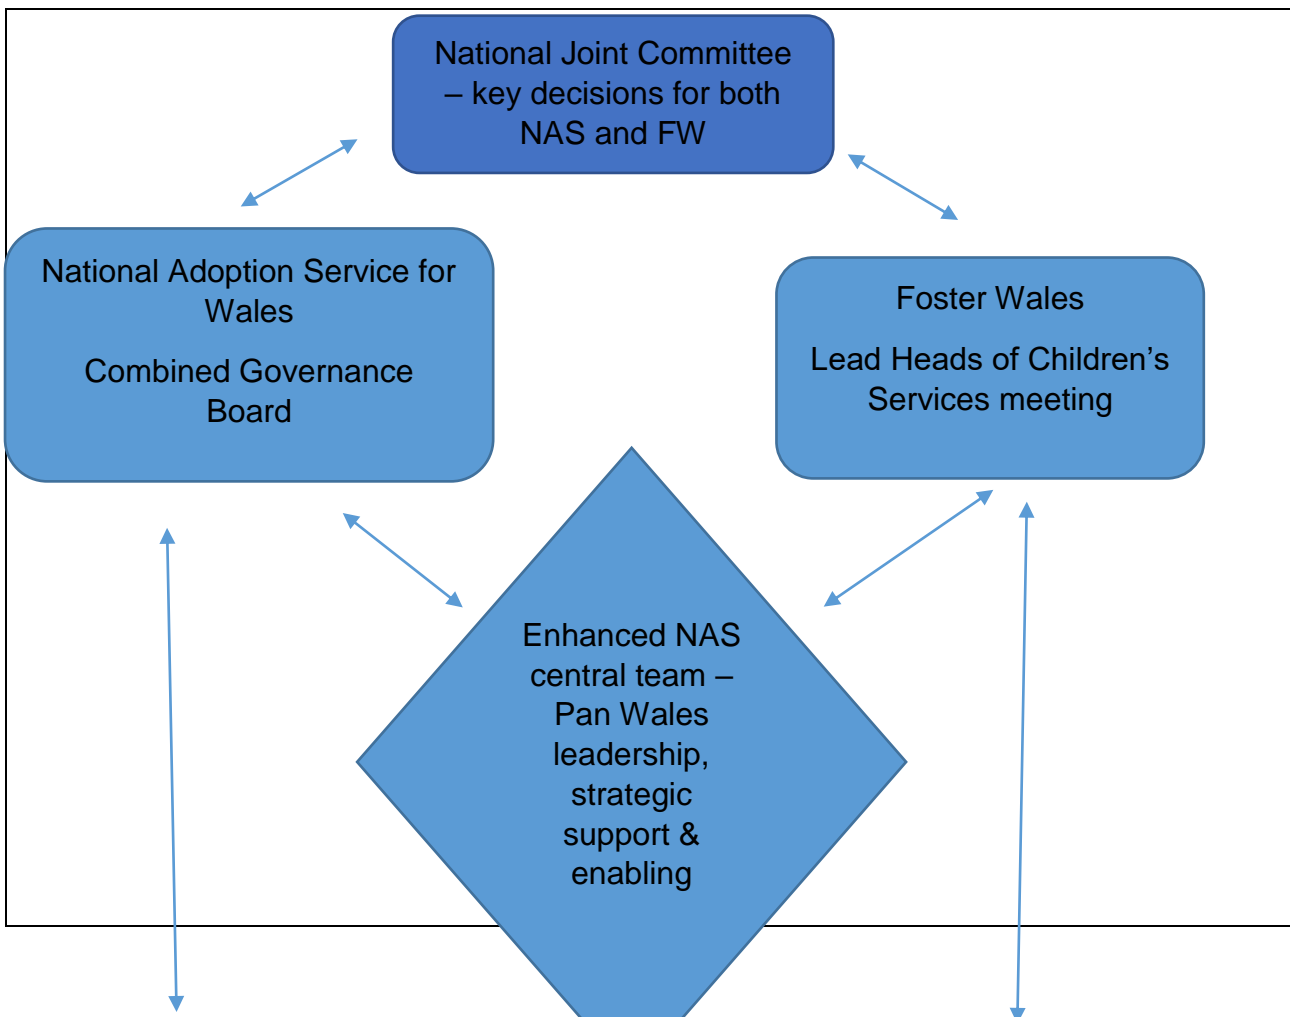 National Joint Committee
– key decisions for both
NAS and FW
National Adoption Service for
Wales
Combined Governance
Board
Foster Wales
Lead Heads of Children’s
Services meeting
Enhanced NAS
central team –
Pan Wales
leadership,
strategic
support &
enabling